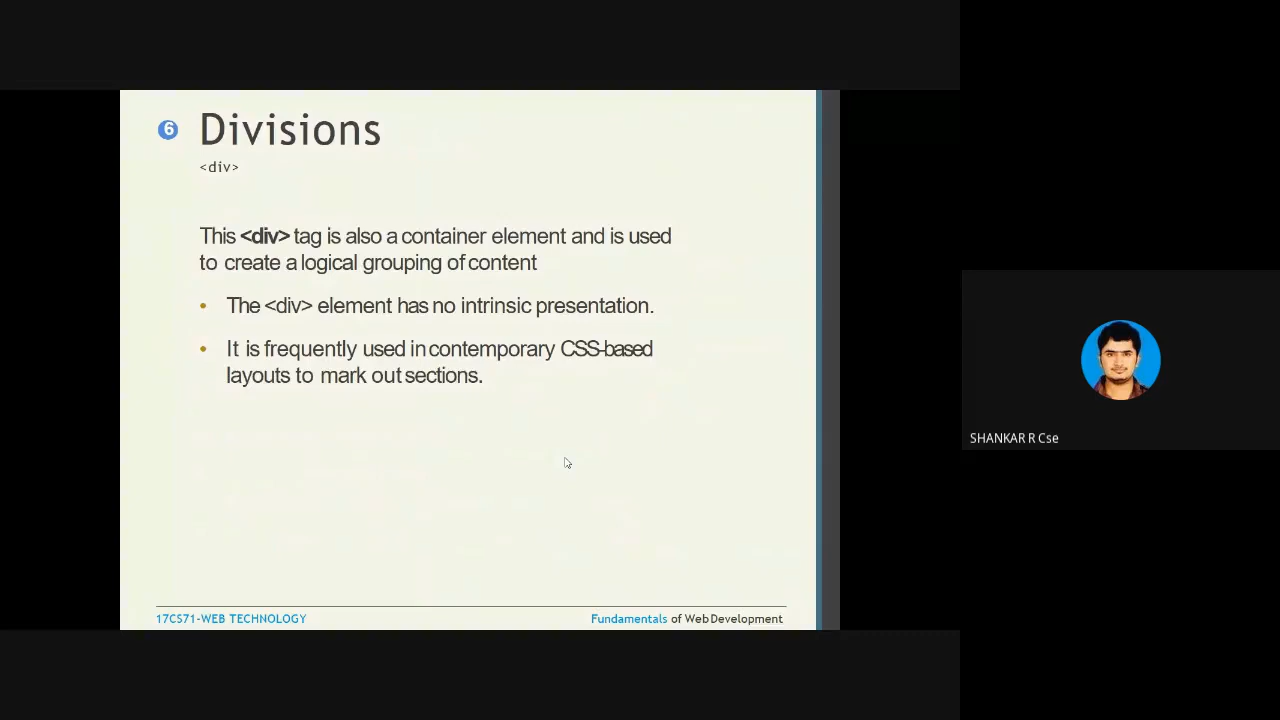 6 Divisions
<div>
This <div> tag is also a container element and is used
to create a logical grouping of content
• The <div> element has no intrinsic presentation.
• It is frequently used in contemporary CSS-based
layouts to mark out sections.
17CS71-WEB TECHNOLOGY
Fundamentals of Web Development
SHANKAR R Cse